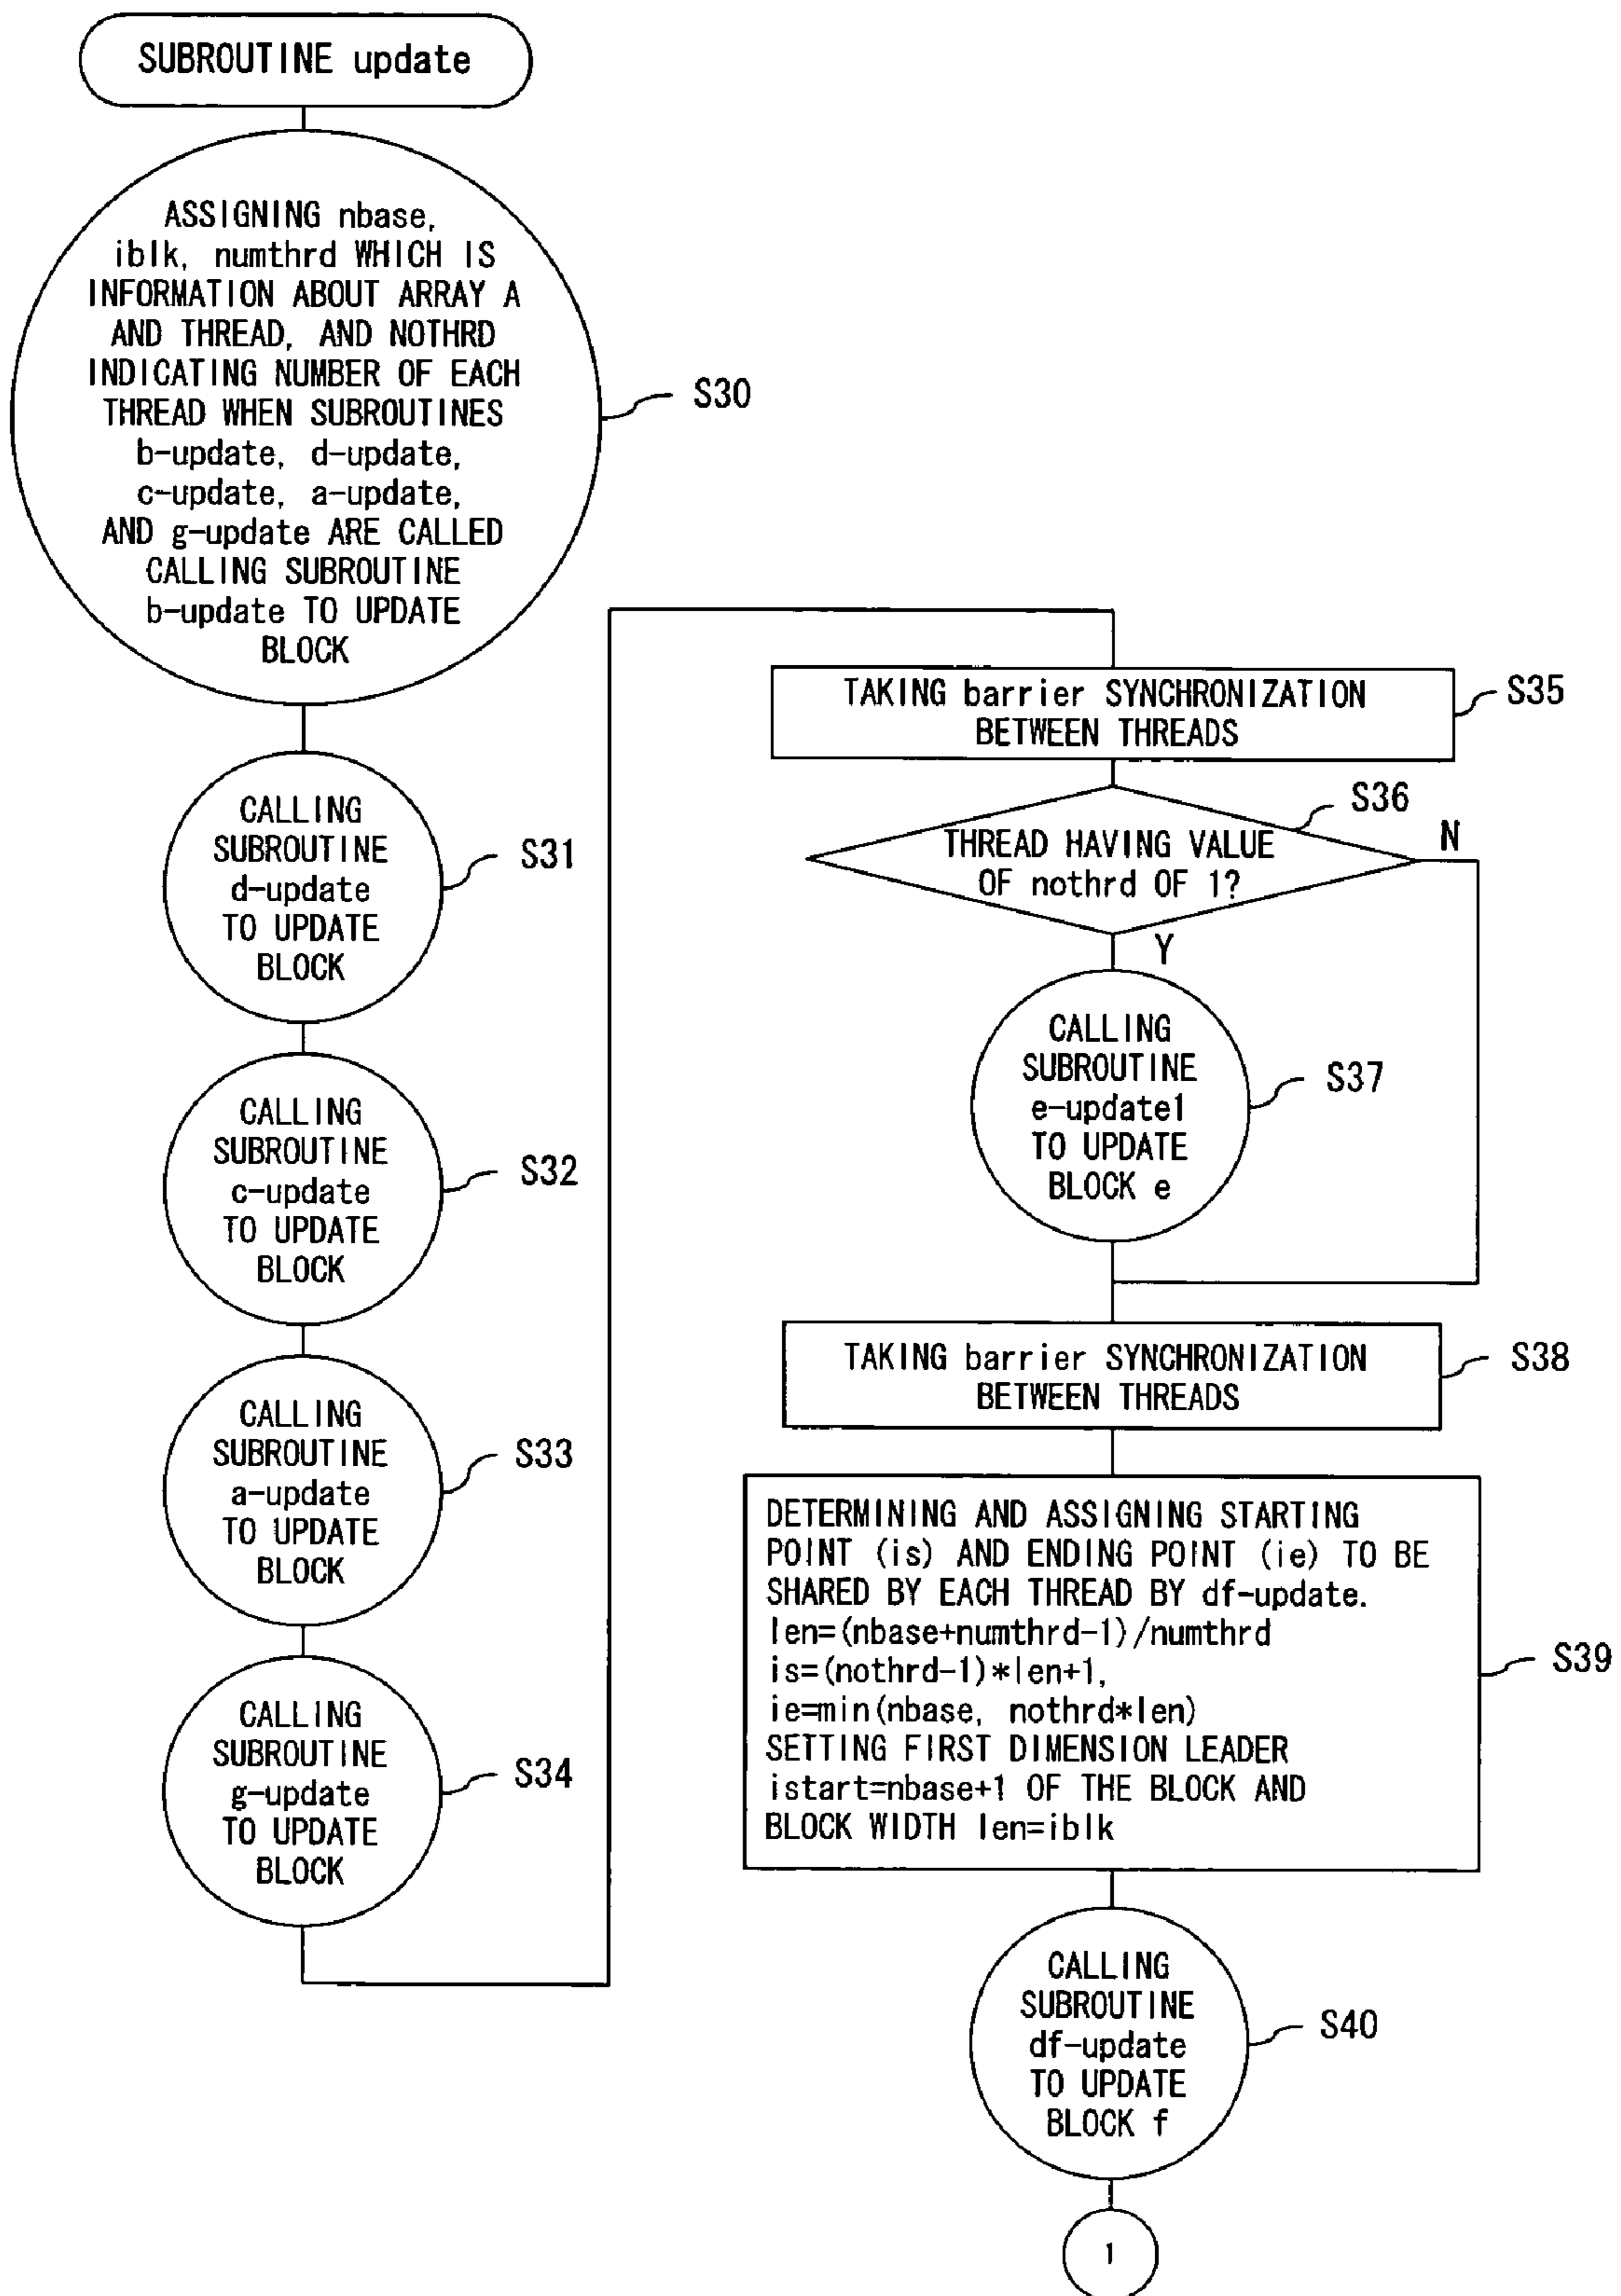 SUBROUTINE update
ASSIGNING nbase,
iblk, numthrd WHICH IS
INFORMATION ABOUT ARRAY A
AND THREAD, AND NOTHRD
INDICATING NUMBER OF EACH
THREAD WHEN SUBROUTINES
b-update, d-update,
c-update, a-update,
AND g-update ARE CALLED
CALLING SUBROUTINE
b-update TO UPDATE
BLOCK
S30
CALLING
SUBROUTINE
d-update
TO UPDATE
BLOCK
S31
CALLING
SUBROUTINE
c-update
TO UPDATE
BLOCK
S32
CALLING
SUBROUTINE
a-update
TO UPDATE
BLOCK
S33
CALLING
SUBROUTINE
g-update
TO UPDATE
BLOCK
S34
TAKING barrier SYNCHRONIZATION
BETWEEN THREADS
S35
THREAD HAVING VALUE
OF nothrd OF 1?
S36
N
Y
CALLING
SUBROUTINE
e-update1
TO UPDATE
BLOCK e
S37
TAKING barrier SYNCHRONIZATION
BETWEEN THREADS
S38
DETERMINING AND ASSIGNING STARTING
POINT (is) AND ENDING POINT (ie) TO BE
SHARED BY EACH THREAD BY df-update.
len=(nbase+numthrd-1)/numthrd
is=(nothrd-1)*len+1,
ie=min(nbase, nothrd*len)
SETTING FIRST DIMENSION LEADER
istart=nbase+1 OF THE BLOCK AND
BLOCK WIDTH len=iblk
S39
CALLING
SUBROUTINE
df-update
TO UPDATE
BLOCK f
S40
1